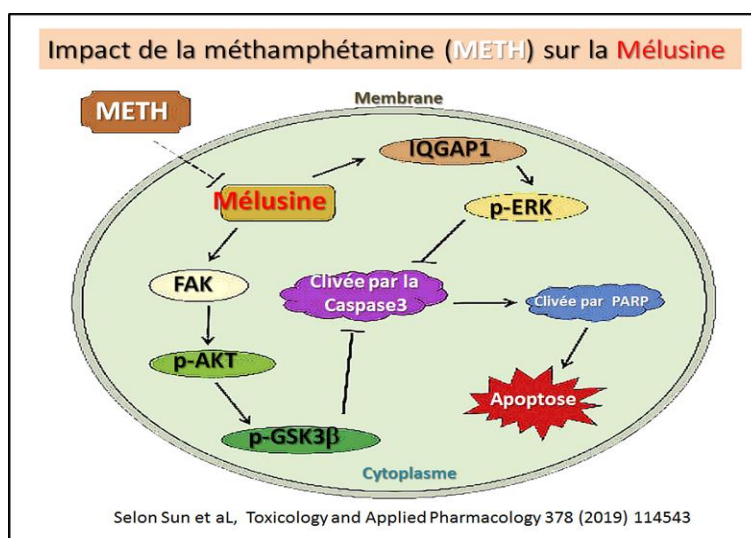 Impact de la méthamphétamine (METH) sur la Mélusine
METH
Membrane
IQGAP1
Mélusine
p-ERK
FAK
Clivée par la
Caspase3
Clivée par PARP
p-AKT
Apoptose
p-GSK3β
Cytoplasme
Selon Sun et aL, Toxicology and Applied Pharmacology 378 (2019) 114543